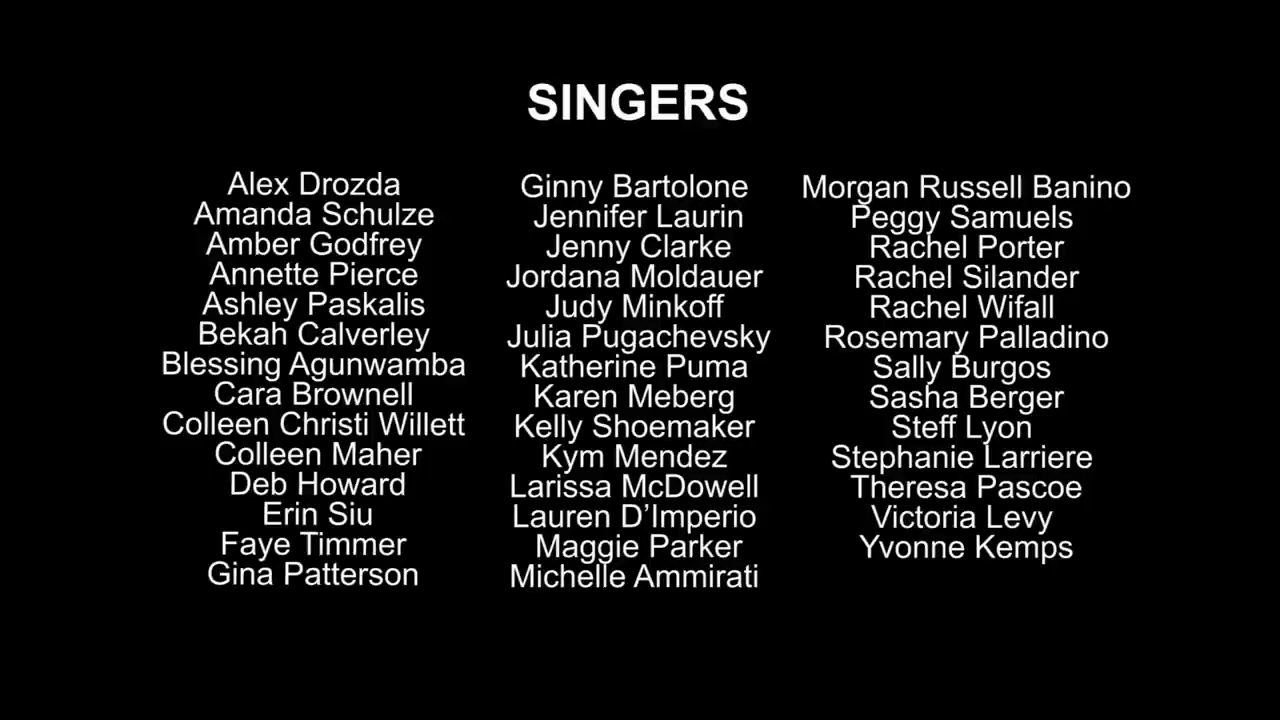 SINGERS
Alex Drozda
Amanda Schulze
Amber Godfrey
Annette Pierce
Ashley Paskalis
Bekah Calverley
Blessing Agunwamba
Cara Brownell
Colleen Christi Willett
Colleen Maher
Deb Howard
Erin Siu
Faye Timmer
Gina Patterson
Ginny Bartolone
Jennifer Laurin
Jenny Clarke
Jordana Moldauer
Judy Minkoff
Julia Pugachevsky
Katherine Puma
Karen Meberg
Kelly Shoemaker
Kym Mendez
Larissa McDowell
Lauren D’Imperio
Maggie Parker
Michelle Ammirati
Morgan Russell Banino
Peggy Samuels
Rachel Porter
Rachel Silander
Rachel Wifall
Rosemary Palladino
Sally Burgos
Sasha Berger
Steff Lyon
Stephanie Larriere
Theresa Pascoe
Victoria Levy
Yvonne Kemps